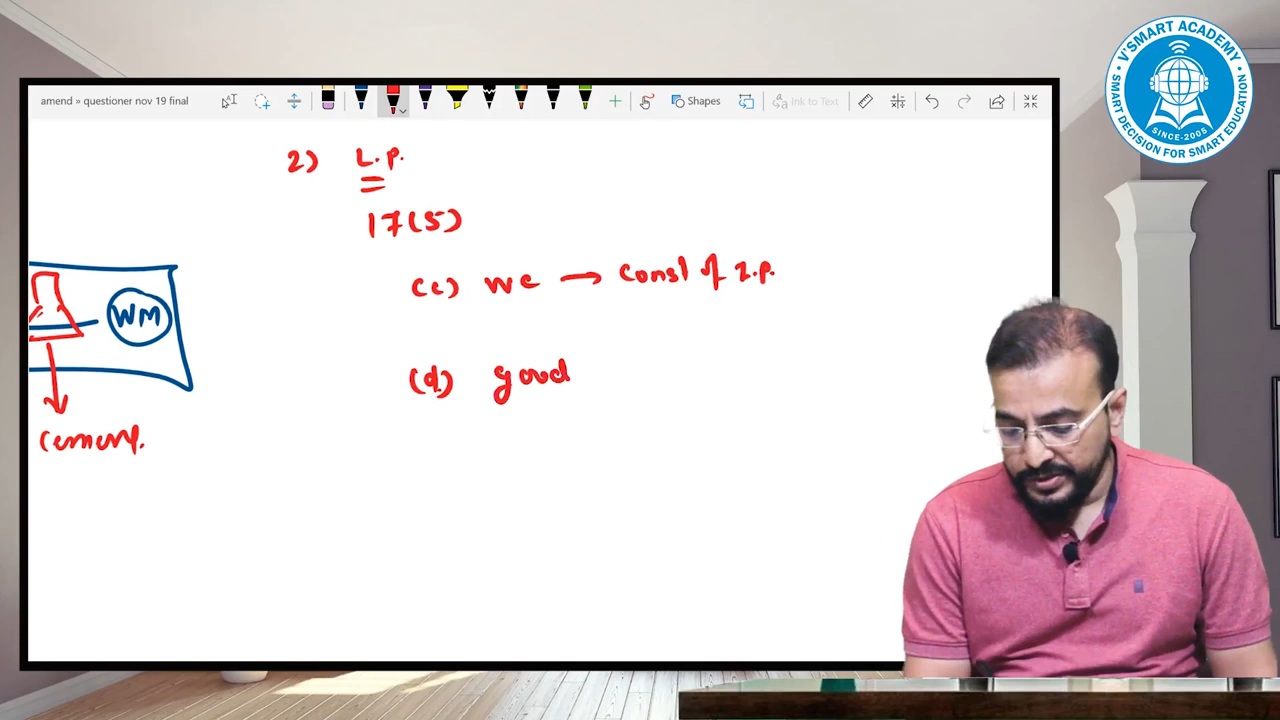 V'SMART ACADEMY
SMART DECISION FOR SMART EDUCATION
SINCE-2005
amend » questioner nov 19 final
Shapes
Ink to Text
2) L.P.
17(5)
(c) WC → Const of I.P.
(d) good
WM
Cement.